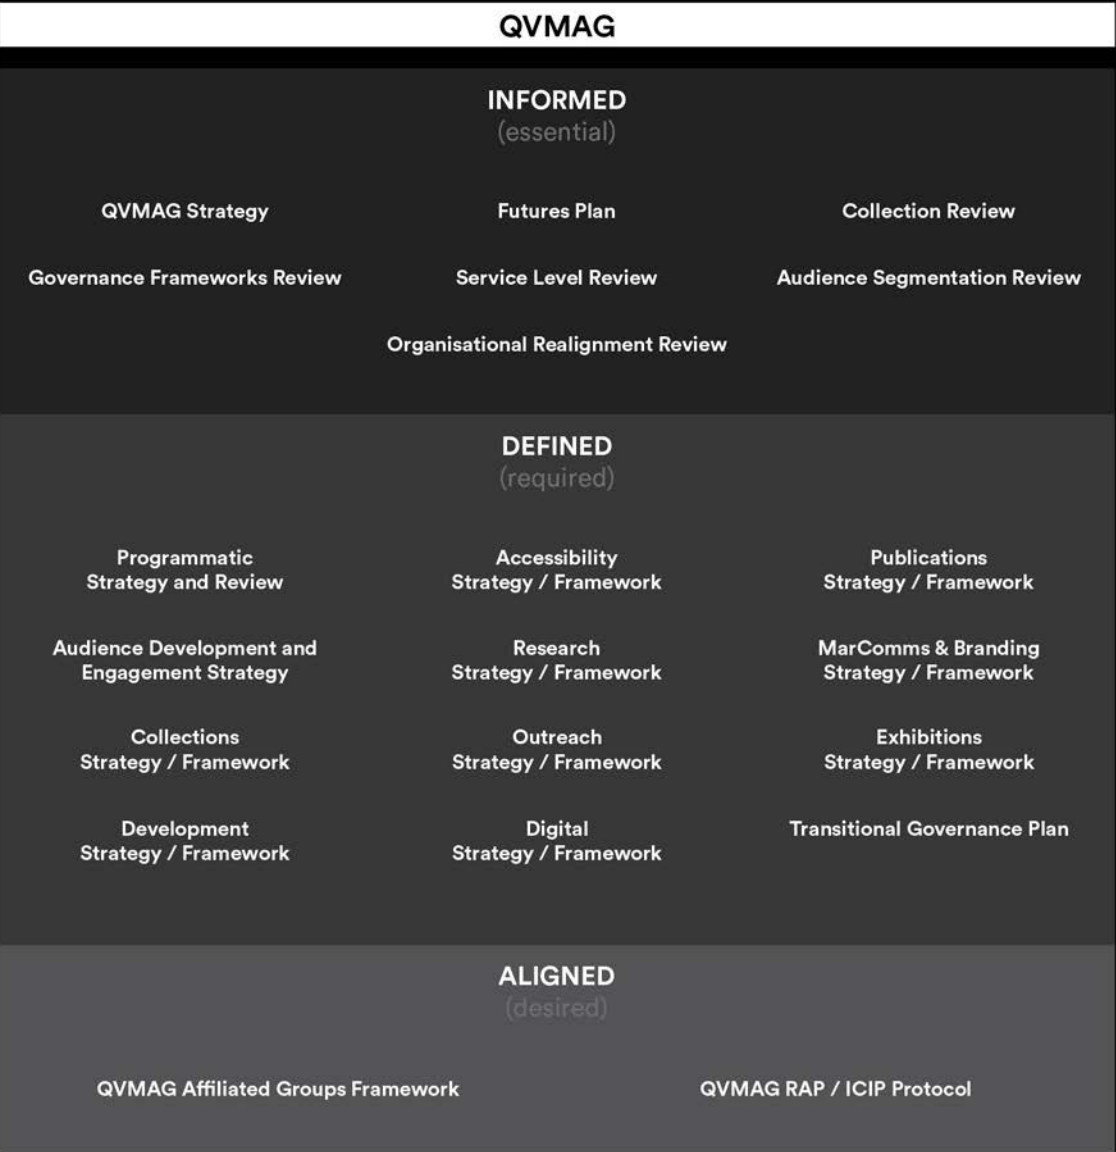 QVMAG
INFORMED
(essential)
QVMAG Strategy
Futures Plan
Collection Review
Governance Frameworks Review
Service Level Review
Audience Segmentation Review
Organisational Realignment Review
DEFINED
(required)
Programmatic
Strategy and Review
Accessibility
Strategy / Framework
Publications
Strategy / Framework
Audience Development and
Engagement Strategy
Research
Strategy / Framework
MarComms & Branding
Strategy / Framework
Collections
Strategy / Framework
Outreach
Strategy / Framework
Exhibitions
Strategy / Framework
Development
Strategy / Framework
Digital
Strategy / Framework
Transitional Governance Plan
ALIGNED
(desired)
QVMAG Affiliated Groups Framework
QVMAG RAP / ICIP Protocol